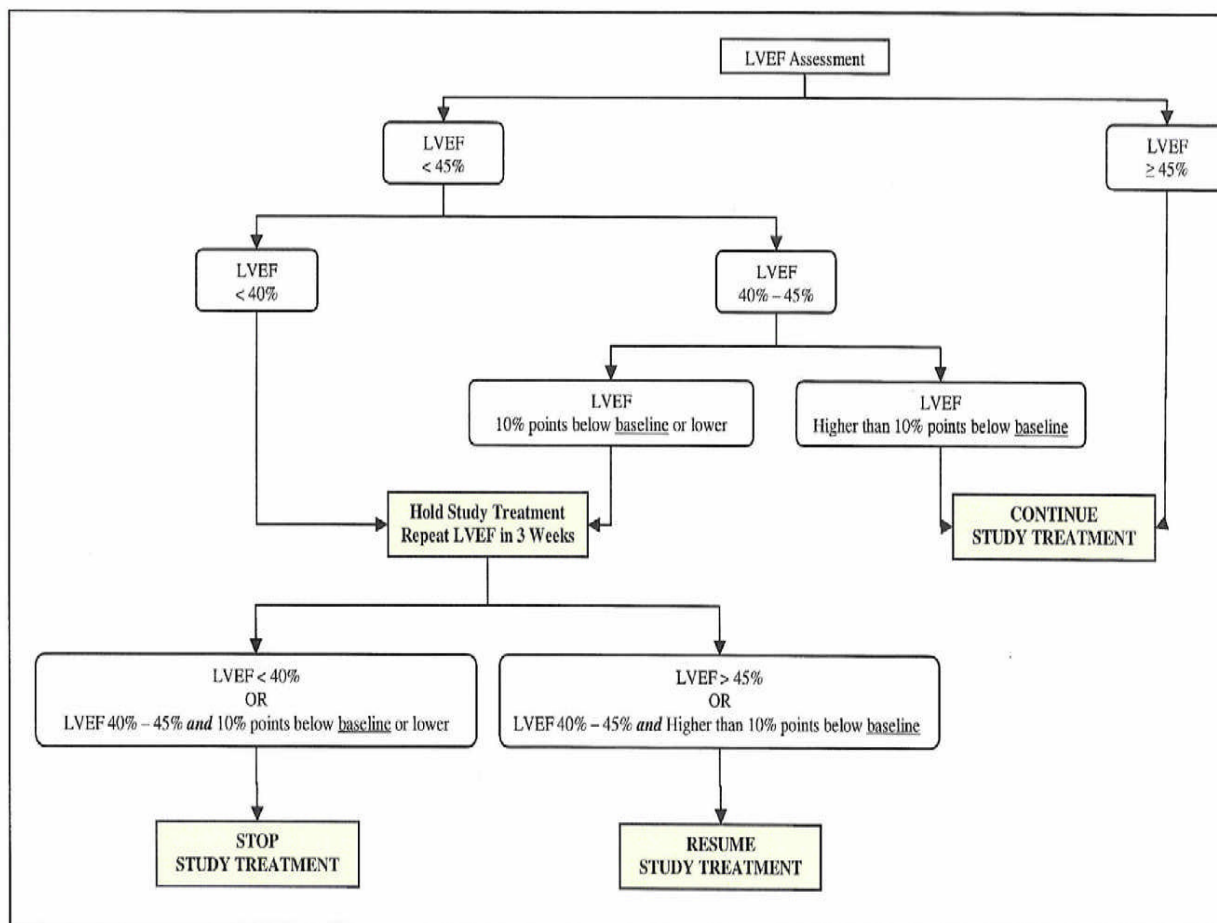 LVEF Assessment
LVEF
< 45%
LVEF
≥ 45%
LVEF
< 40%
LVEF
40% – 45%
LVEF
10% points below baseline or lower
LVEF
Higher than 10% points below baseline
Hold Study Treatment
Repeat LVEF in 3 Weeks
CONTINUE
STUDY TREATMENT
LVEF < 40%
OR
LVEF 40% – 45% and 10% points below baseline or lower
LVEF > 45%
OR
LVEF 40% – 45% and Higher than 10% points below baseline
STOP
STUDY TREATMENT
RESUME
STUDY TREATMENT